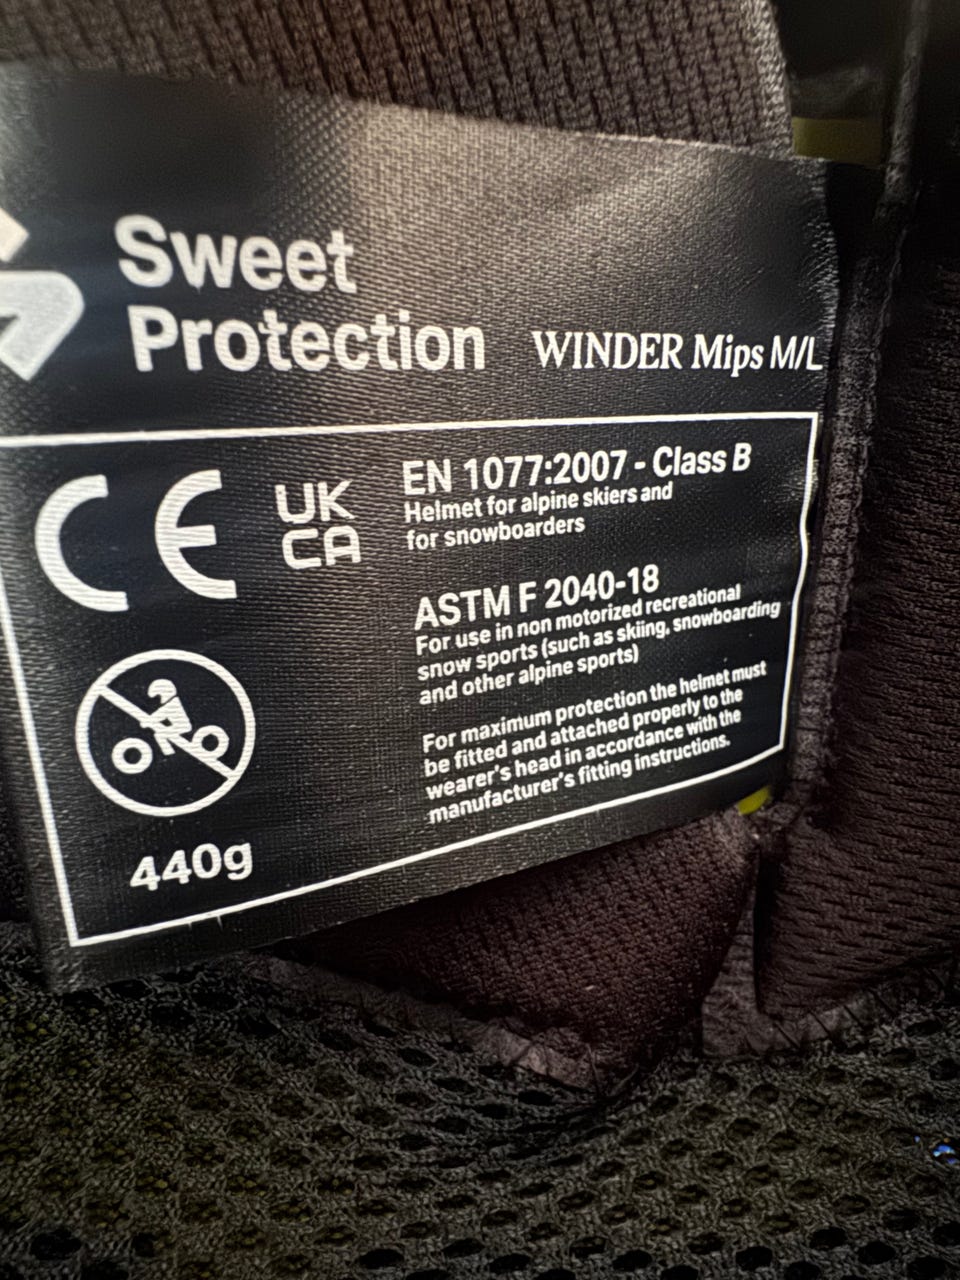 Sweet
Protection
WINDER Mips M/L
CE
UK
CA
EN 1077:2007 - Class B
Helmet for alpine skiers and
for snowboarders
ASTM F 2040-18
For use in non motorized recreational
snow sports (such as skiing, snowboarding
and other alpine sports)
For maximum protection the helmet must
be fitted and attached properly to the
wearer's head in accordance with the
manufacturer's fitting instructions.
440g